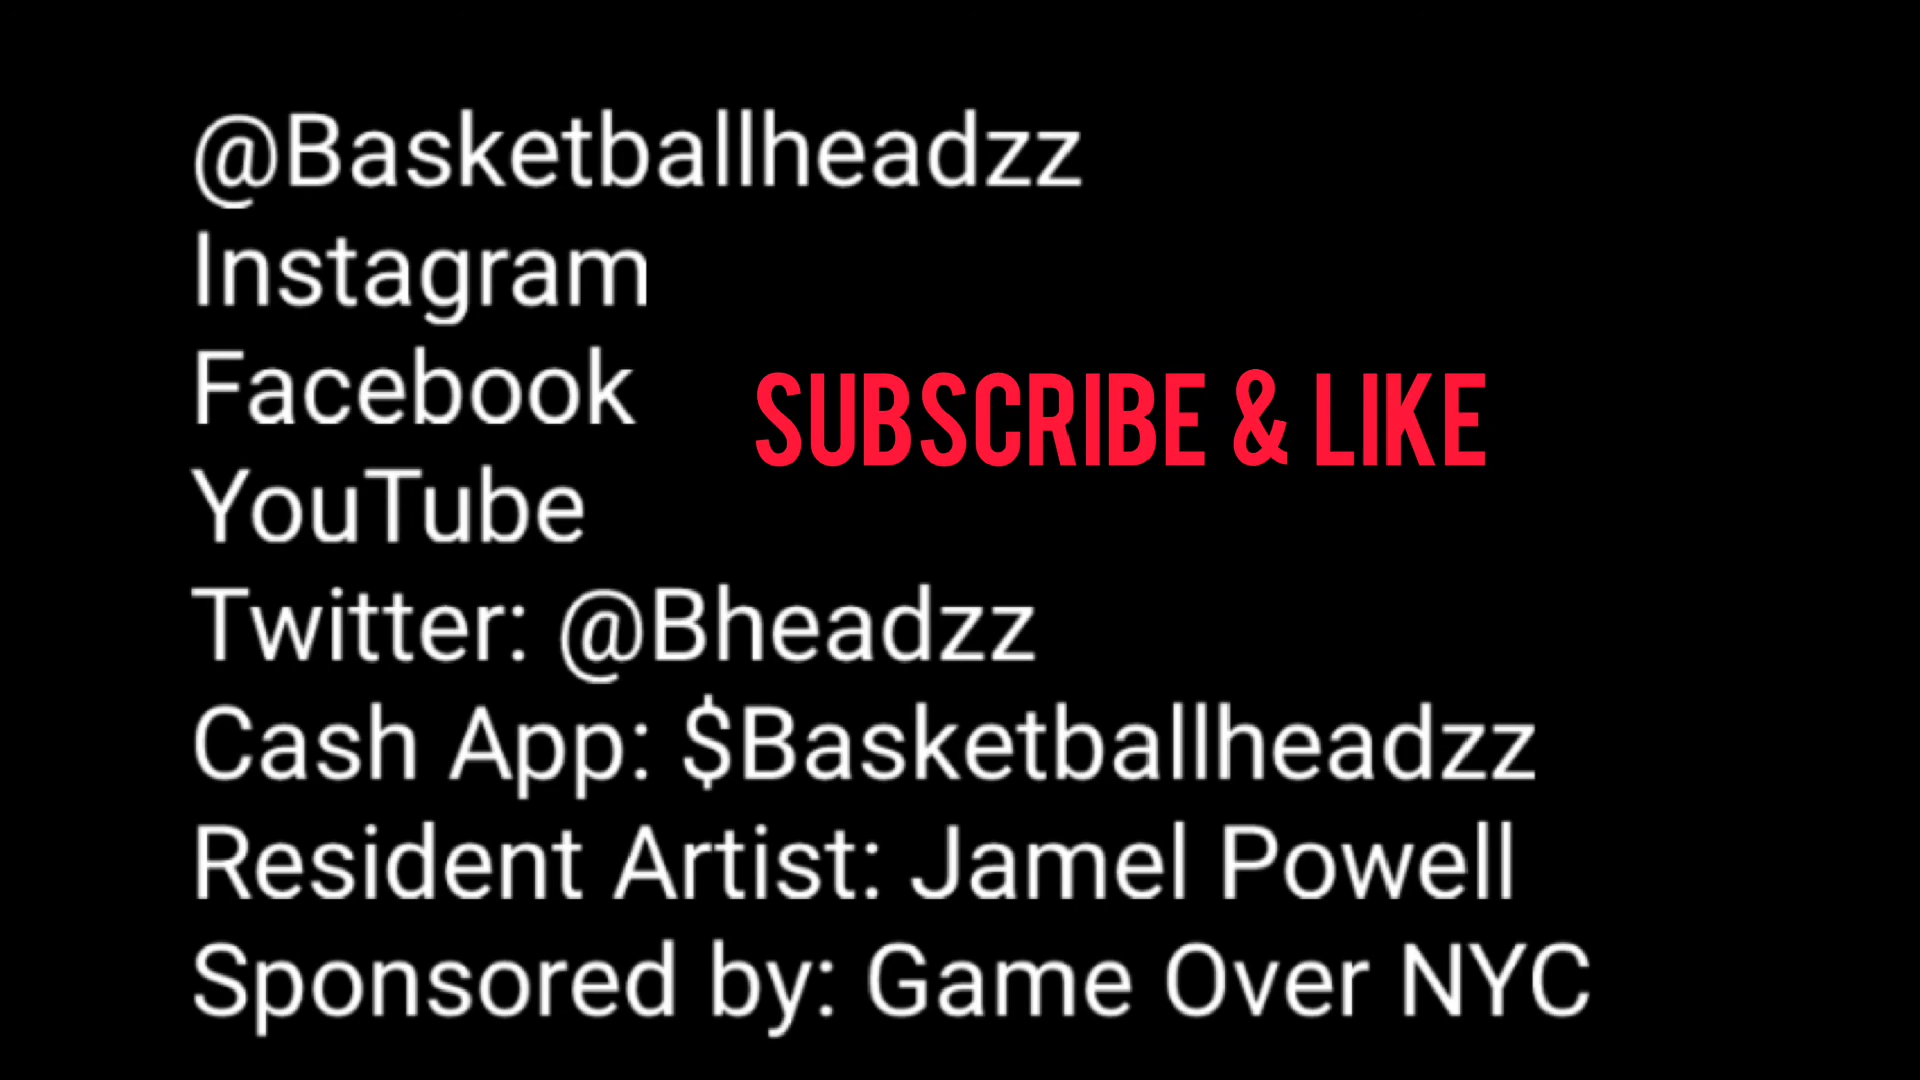 @Basketballheadzz
Instagram
Facebook
SUBSCRIBE & LIKE
YouTube
Twitter: @Bheadzz
Cash App: $Basketballheadzz
Resident Artist: Jamel Powell
Sponsored by: Game Over NYC